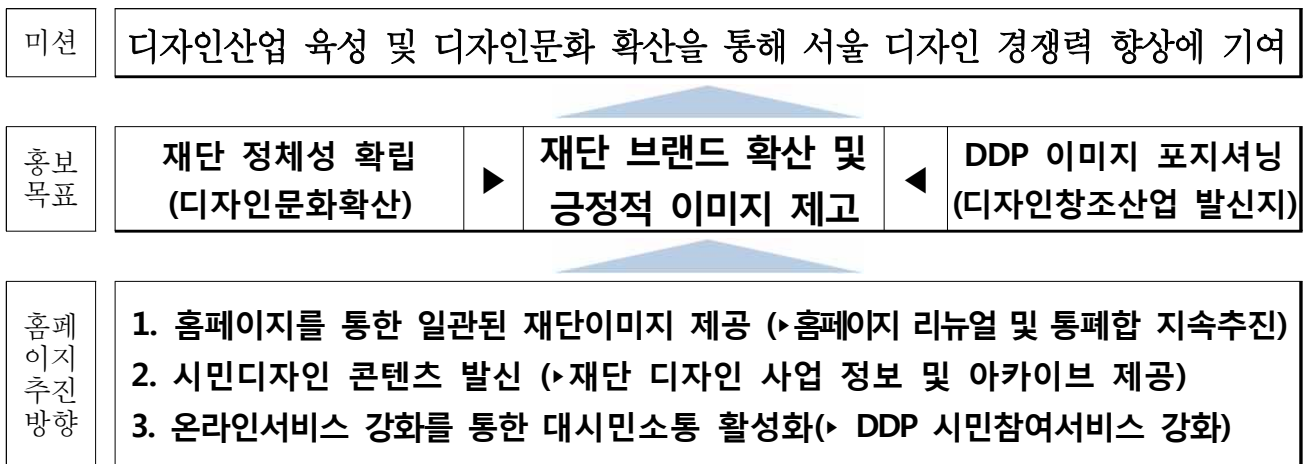 미션
디자인산업 육성 및 디자인문화 확산을 통해 서울 디자인 경쟁력 향상에 기여
홍보
목표
재단 정체성 확립
(디자인문화확산)
▶
재단 브랜드 확산 및
긍정적 이미지 제고
◀
DDP 이미지 포지셔닝
(디자인창조산업 발신지)
홈페
이지
추진
방향
1. 홈페이지를 통한 일관된 재단이미지 제공 (▸홈페이지 리뉴얼 및 통폐합 지속추진)
2. 시민디자인 콘텐츠 발신 (▸재단 디자인 사업 정보 및 아카이브 제공)
3. 온라인서비스 강화를 통한 대시민소통 활성화(▸ DDP 시민참여서비스 강화)